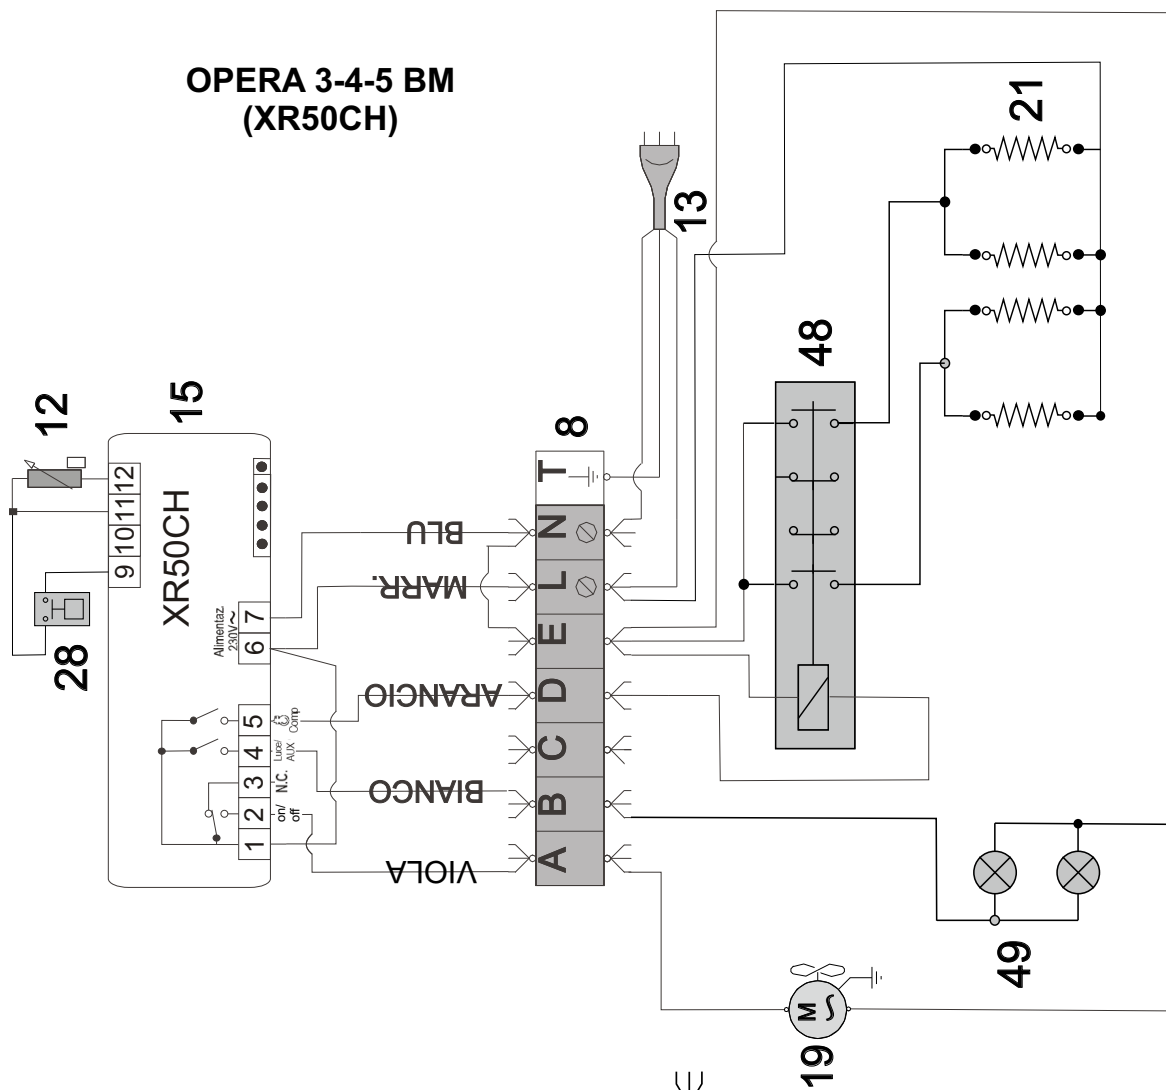 OPERA 3-4-5 BM
(XR50CH)
21
13
48
12
15
8
12
11
10
9
XR50CH
28
Alimentaz.
230V~
7
6
5
4
3
2
1
Comp
Luce/
AUX
N.C.
on/
off
BLU
MARR.
ARANCIO
BIANCO
VIOLA
T
N
L
E
D
C
B
A
49
M
19